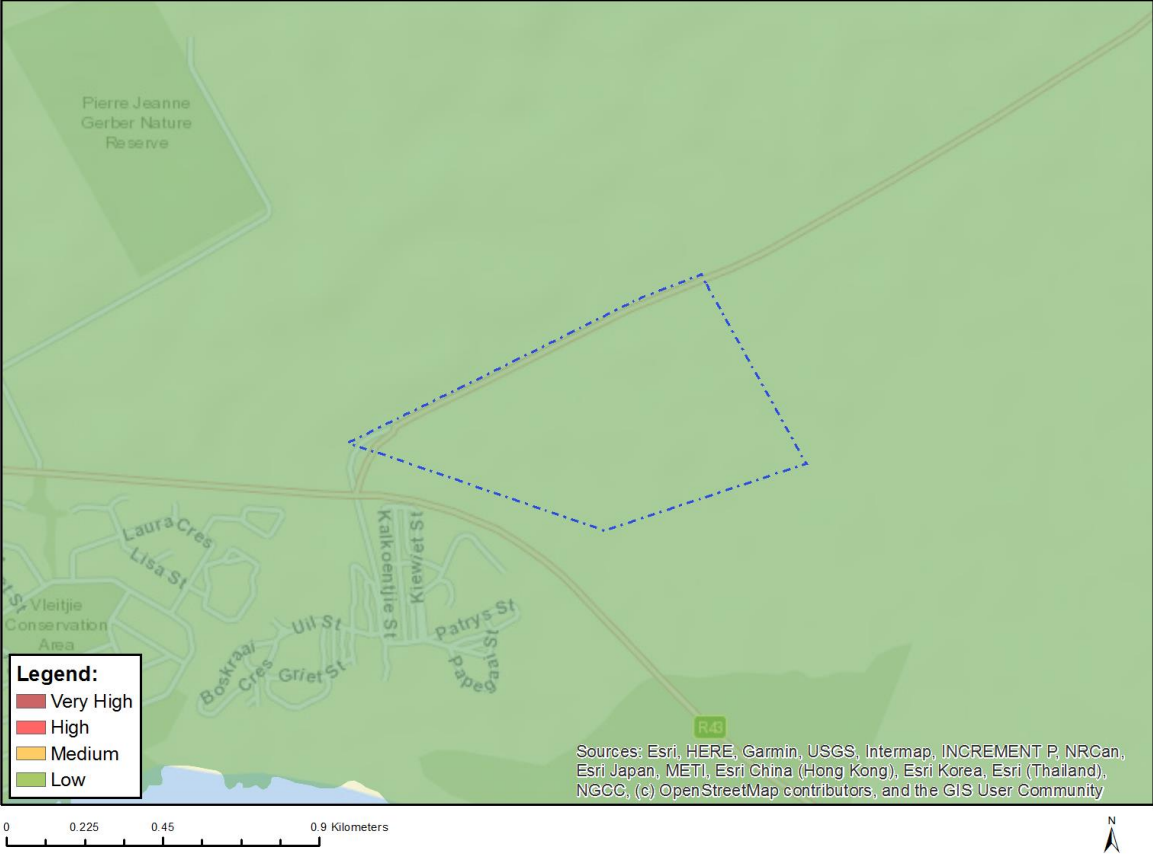 Pierre Jeanne
Gerber Nature
Reserve
Laura Cres
Lisa St
Kalkoentjie St
Kiewiet St
et St
Vleitjie
Conservation
Area
Uil St
Patrys St
Boskraai
Cres
Griet St
Papegaai St
R43
Legend:
Very High
High
Medium
Low
Sources: Esri, HERE, Garmin, USGS, Intermap, INCREMENT P, NRCan,
Esri Japan, METI, Esri China (Hong Kong), Esri Korea, Esri (Thailand),
NGCC, (c) OpenStreetMap contributors, and the GIS User Community
0 0.225 0.45 0.9 Kilometers
N